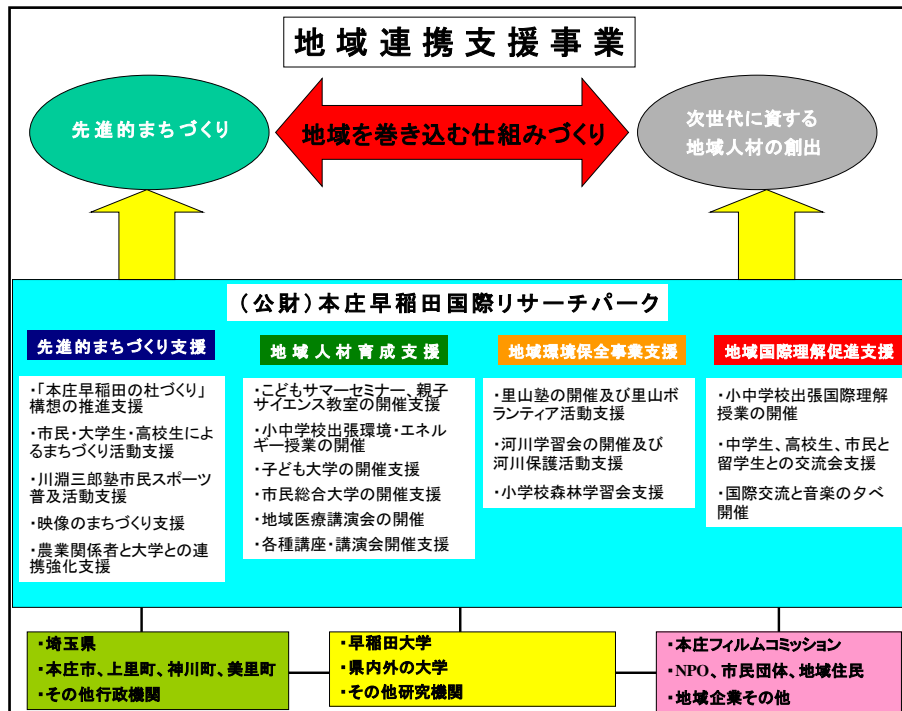 地域連携支援事業
先進的まちづくり
地域を巻き込む仕組みづくり
次世代に資する
地域人材の創出
（公財）本庄早稲田国際リサーチパーク
先進的まちづくり支援
・「本庄早稲田の杜づくり」
構想の推進支援
・市民・大学生・高校生によ
るまちづくり活動支援
・川淵三郎塾市民スポーツ
普及活動支援
・映像のまちづくり支援
・農業関係者と大学との連
携強化支援
地域人材育成支援
・こどもサマーセミナー、親子
サイエンス教室の開催支援
・小中学校出張環境・エネル
ギー授業の開催
・子ども大学の開催支援
・市民総合大学の開催支援
・地域医療講演会の開催
・各種講座・講演会開催支援
地域環境保全事業支援
・里山塾の開催及び里山ボ
ランティア活動支援
・河川学習会の開催及び
河川保護活動支援
・小学校森林学習会支援
地域国際理解促進支援
・小中学校出張国際理解
授業の開催
・中学生、高校生、市民と
留学生との交流会支援
・国際交流と音楽の夕べ
開催
・埼玉県
・本庄市、上里町、神川町、美里町
・その他行政機関
・早稲田大学
・県内外の大学
・その他研究機関
・本庄フィルムコミッション
・NPO、市民団体、地域住民
・地域企業その他